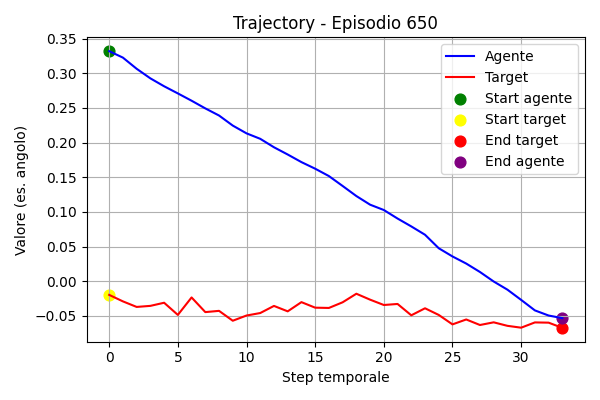 Trajectory - Episodio 650
Valore (es. angolo)
0.35
0.30
0.25
0.20
0.15
0.10
0.05
0.00
−0.05
Agente
Target
Start agente
Start target
End target
End agente
0 5 10 15 20 25 30
Step temporale